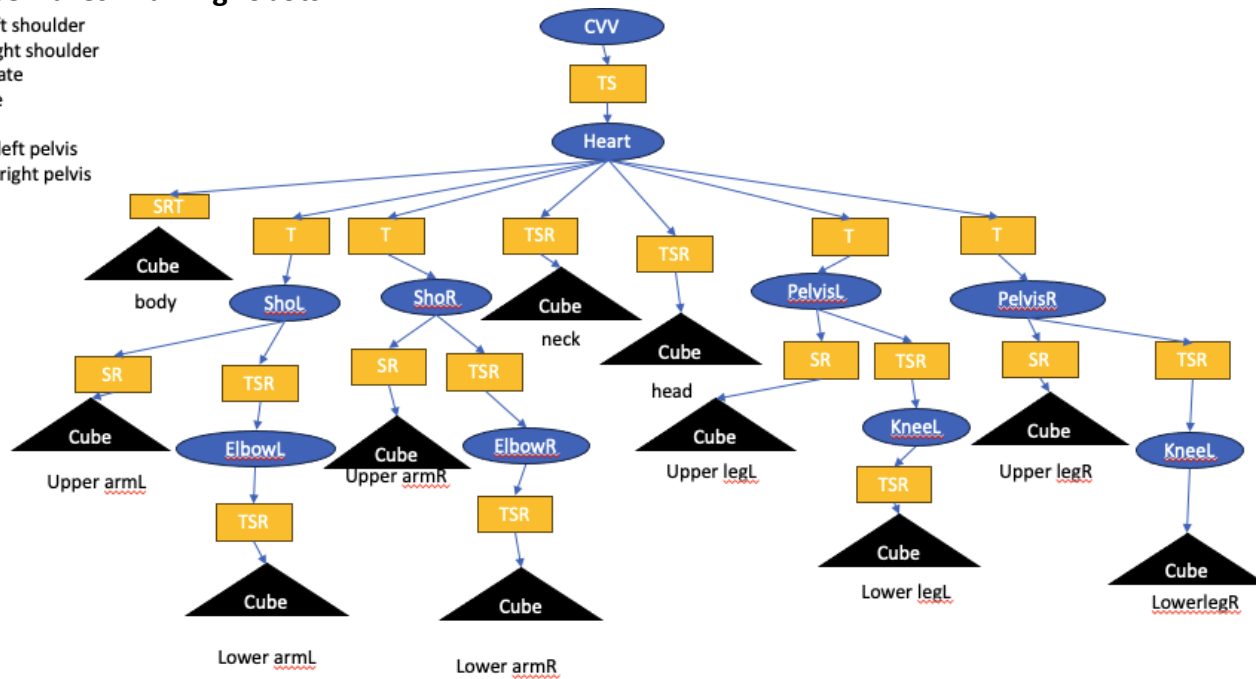 ft shoulder
CVV
ght shoulder
ate
TS
e
Heart
left pelvis
right pelvis
SRT
T
T
TSR
TSR
T
T
Cube
body
ShoL
ShoR
Cube
neck
PelvisL
PelvisR
Cube
head
SR
TSR
SR
TSR
SR
TSR
SR
TSR
Cube
Upper armL
ElbowL
Cube
Upper armR
ElbowR
Cube
Upper legL
KneeL
Cube
Upper legR
KneeL
TSR
TSR
TSR
Cube
Lower armL
Cube
Lower armR
Cube
Lower legL
Cube
LowerlegR